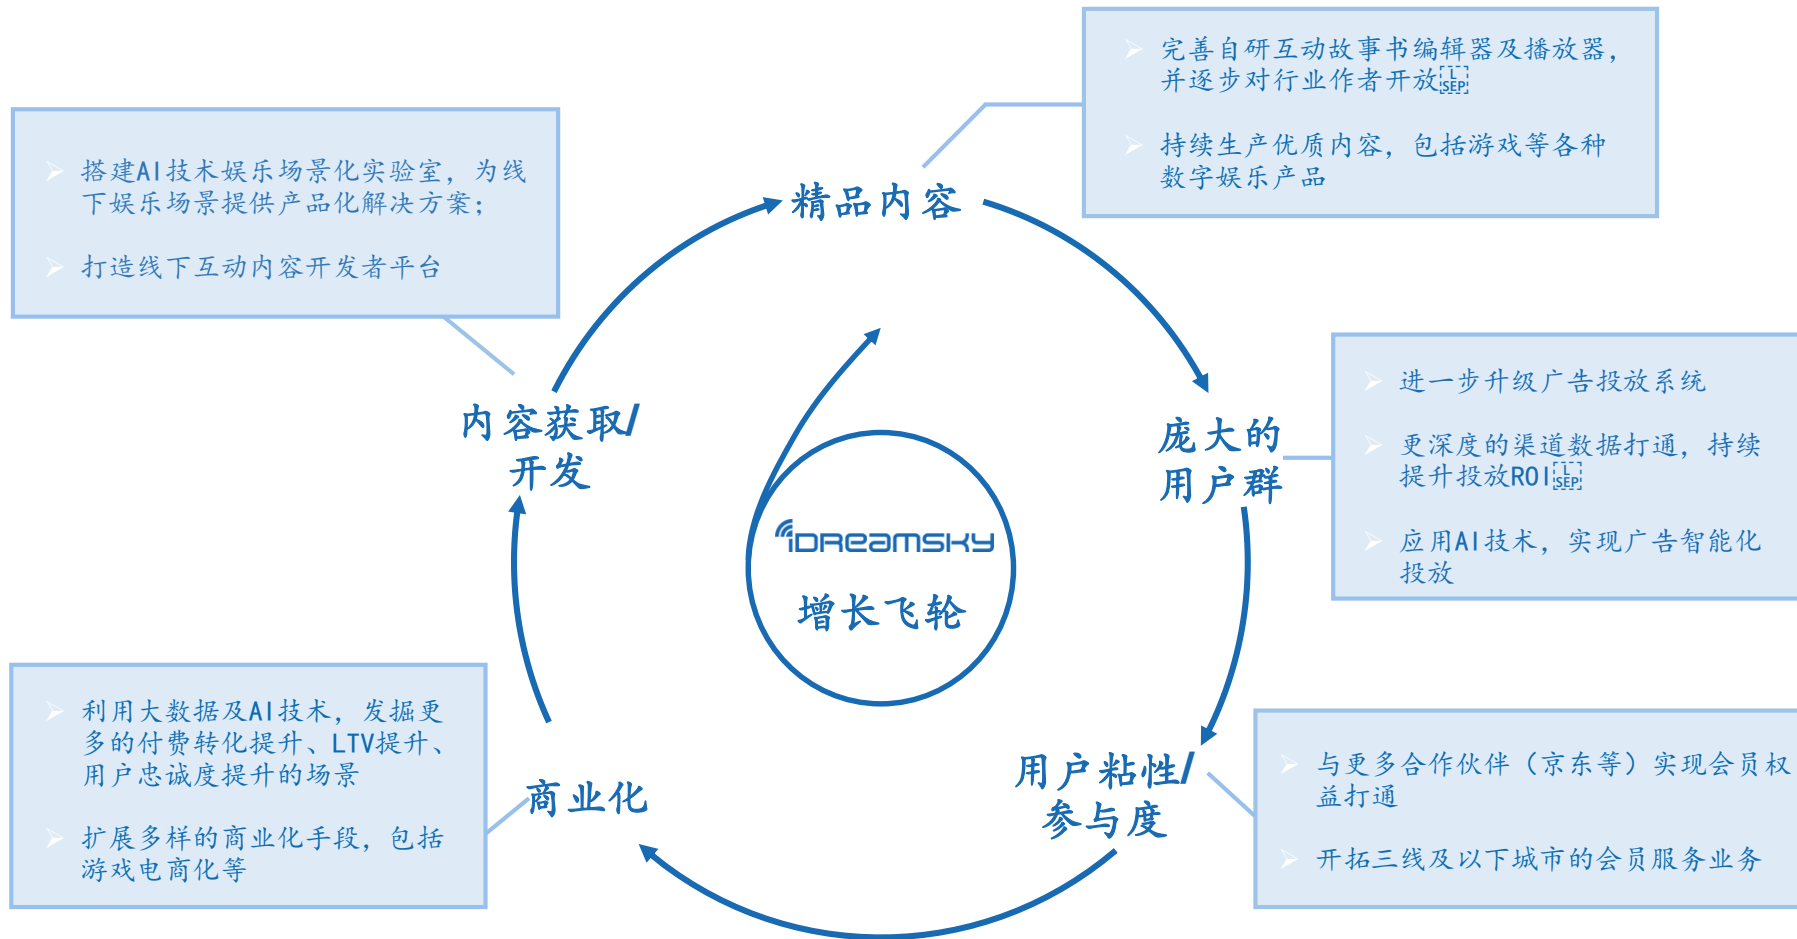 完善自研互动故事书编辑器及播放器，
并逐步对行业作者开放
持续生产优质内容，包括游戏等各种
数字娱乐产品
搭建AI技术娱乐场景化实验室，为线
下娱乐场景提供产品化解决方案；
打造线下互动内容开发者平台
精品内容
进一步升级广告投放系统
更深度的渠道数据打通，持续
提升投放ROI
应用AI技术，实现广告智能化
投放
内容获取/
开发
庞大的
用户群
iDREAMSKY
增长飞轮
利用大数据及AI技术，发掘更
多的付费转化提升、LTV提升、
用户忠诚度提升的场景
扩展多样的商业化手段，包括
游戏电商化等
商业化
用户粘性/
参与度
与更多合作伙伴（京东等）实现会员权
益打通
开拓三线及以下城市的会员服务业务